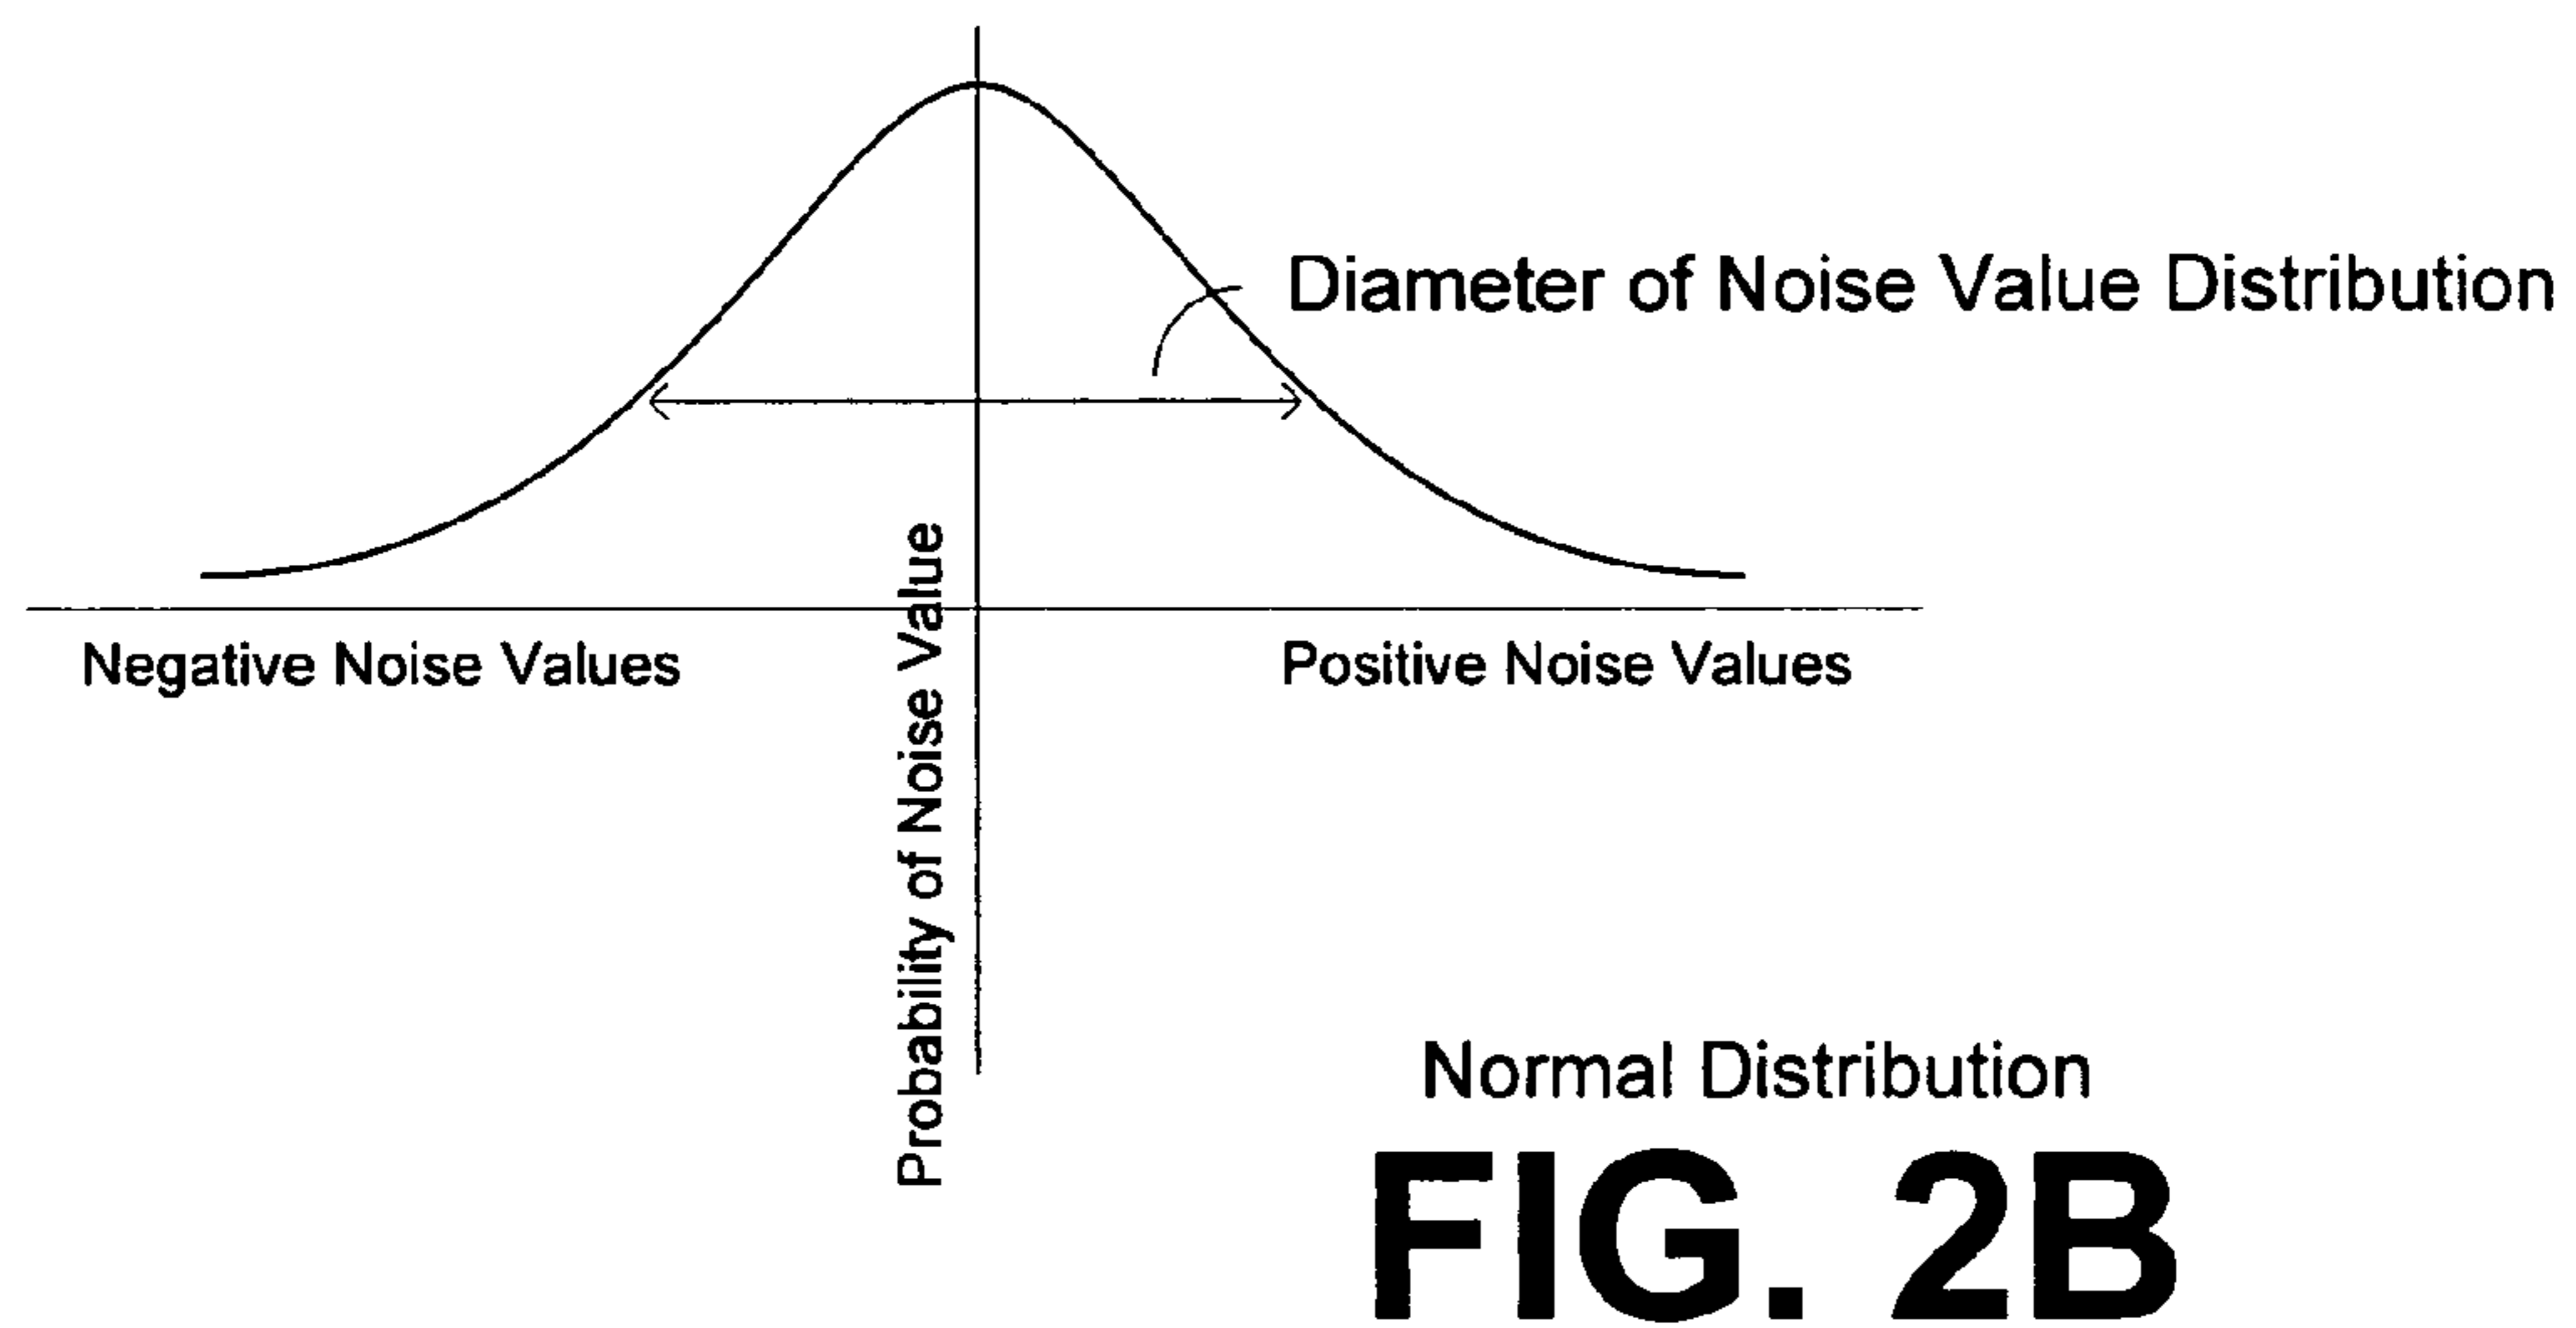 Diameter of Noise Value Distribution
Negative Noise Values
Positive Noise Values
Probability of Noise Value
Normal Distribution
FIG. 2B